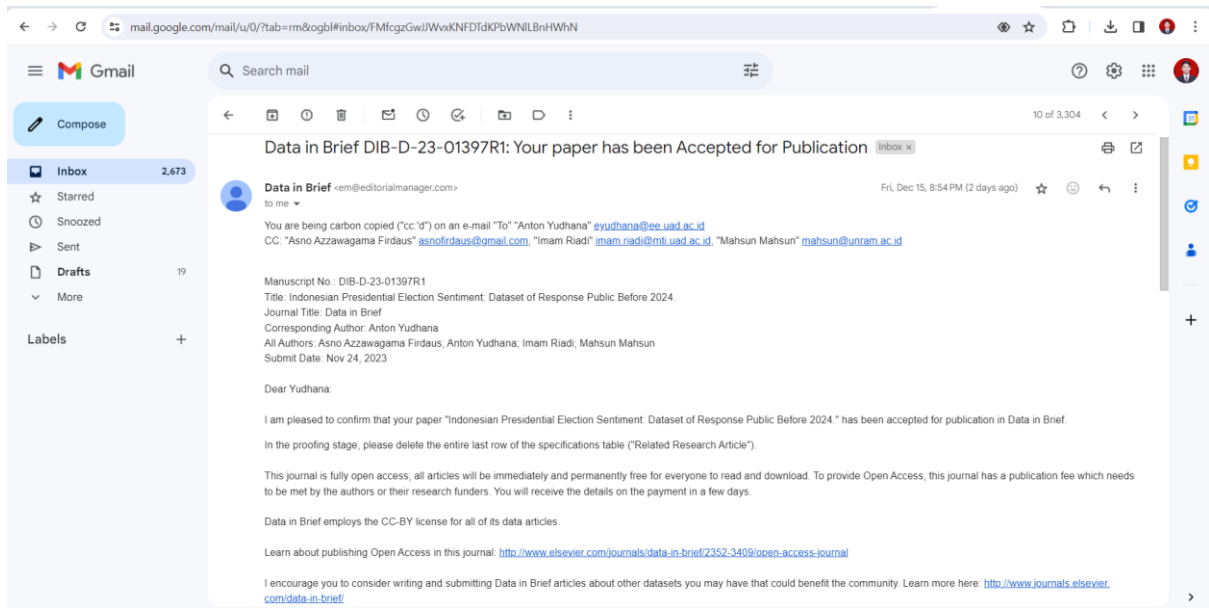 mail.google.com/mail/u/0/?tab=rm&ogbl#inbox/FMfcgzGwJJWvxKNFDTdKPbWNlLBnHWhN
Gmail
Search mail
Compose
10 of 3,304
Data in Brief DIB-D-23-01397R1: Your paper has been Accepted for Publication Inbox ×
Inbox 2,673
Starred
Snoozed
Sent
Drafts 19
More
Labels +
Data in Brief <em@editorialmanager.com> Fri, Dec 15, 8:54 PM (2 days ago)
to me
You are being carbon copied ("cc:'d") on an e-mail "To" "Anton Yudhana" eyudhana@ee.uad.ac.id
CC: "Asno Azzawagama Firdaus" asnofirdaus@gmail.com, "Imam Riadi" imam.riadi@mti.uad.ac.id, "Mahsun Mahsun" mahsun@unram.ac.id
Manuscript No.: DIB-D-23-01397R1
Title: Indonesian Presidential Election Sentiment: Dataset of Response Public Before 2024.
Journal Title: Data in Brief
Corresponding Author: Anton Yudhana
All Authors: Asno Azzawagama Firdaus; Anton Yudhana; Imam Riadi; Mahsun Mahsun
Submit Date: Nov 24, 2023
Dear Yudhana:
I am pleased to confirm that your paper "Indonesian Presidential Election Sentiment: Dataset of Response Public Before 2024." has been accepted for publication in Data in Brief.
In the proofing stage, please delete the entire last row of the specifications table ("Related Research Article").
This journal is fully open access; all articles will be immediately and permanently free for everyone to read and download. To provide Open Access, this journal has a publication fee which needs
to be met by the authors or their research funders. You will receive the details on the payment in a few days.
Data in Brief employs the CC-BY license for all of its data articles.
Learn about publishing Open Access in this journal: http://www.elsevier.com/journals/data-in-brief/2352-3409/open-access-journal
I encourage you to consider writing and submitting Data in Brief articles about other datasets you may have that could benefit the community. Learn more here: http://www.journals.elsevier.
com/data-in-brief/